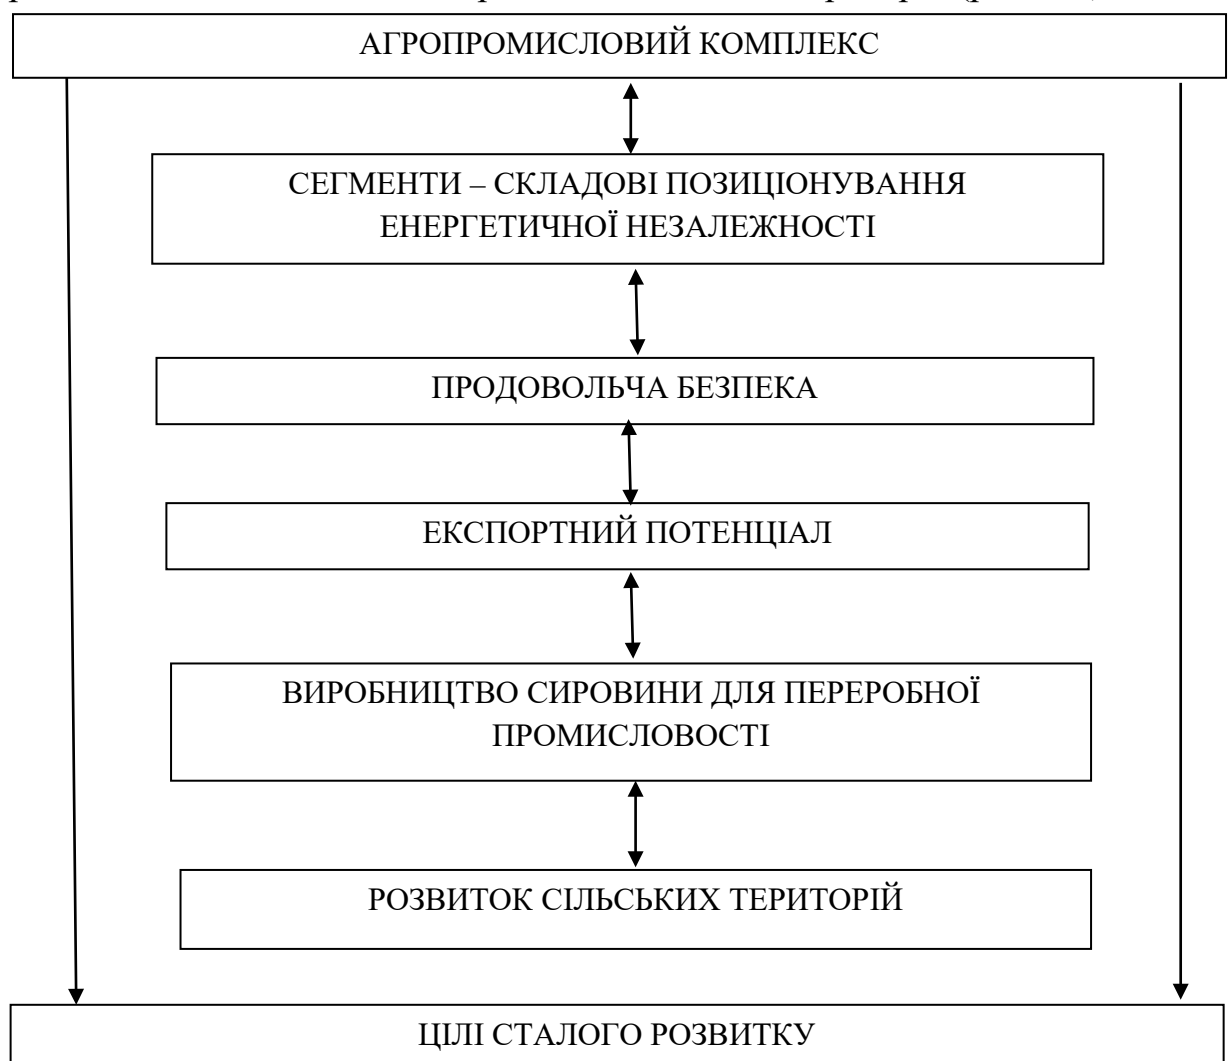 АГРОПРОМИСЛОВИЙ КОМПЛЕКС
СЕГМЕНТИ – СКЛАДОВІ ПОЗИЦІОНУВАННЯ
ЕНЕРГЕТИЧНОЇ НЕЗАЛЕЖНОСТІ
ПРОДОВОЛЬЧА БЕЗПЕКА
ЕКСПОРТНИЙ ПОТЕНЦІАЛ
ВИРОБНИЦТВО СИРОВИНИ ДЛЯ ПЕРЕРОБНОЇ
ПРОМИСЛОВОСТІ
РОЗВИТОК СІЛЬСЬКИХ ТЕРИТОРІЙ
ЦІЛІ СТАЛОГО РОЗВИТКУ